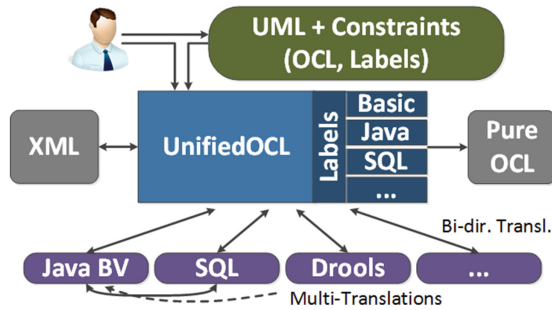 UML + Constraints
(OCL, Labels)
XML
UnifiedOCL
Labels
Basic
Java
SQL
...
Pure
OCL
Bi-dir. Transl.
Java BV
SQL
Drools
...
Multi-Translations